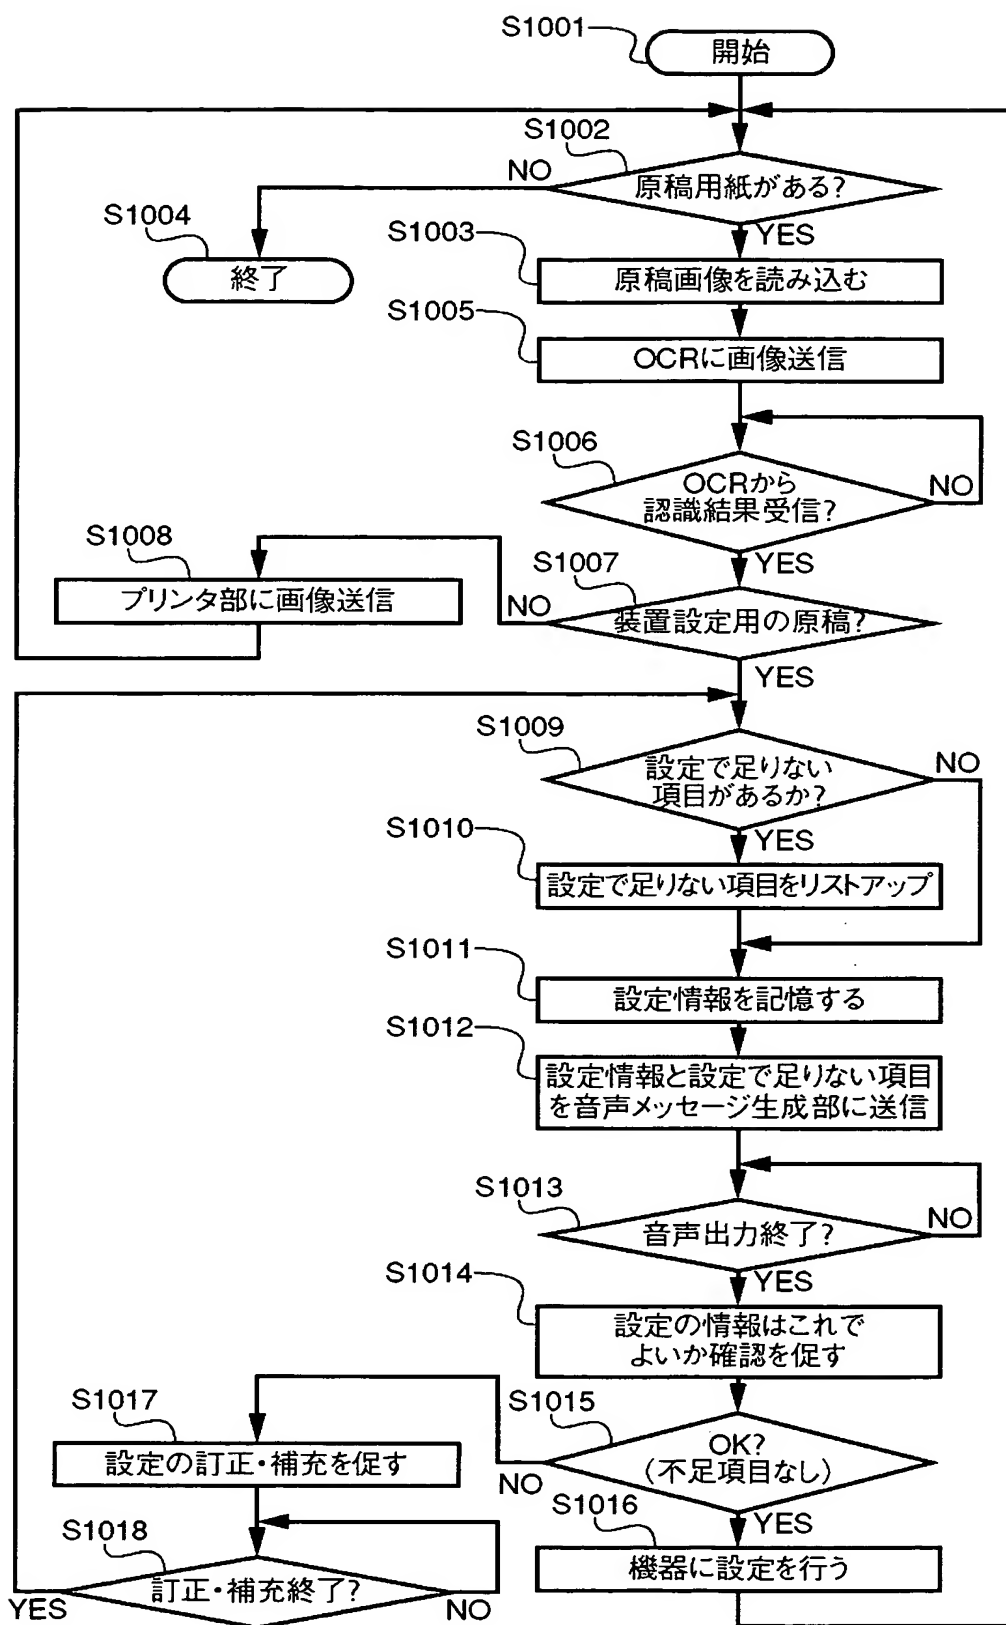 S1001
開始
S1002
NO
原稿用紙がある?
YES
S1004
終了
S1003
原稿画像を読み込む
S1005
OCRに画像送信
S1006
OCRから
認識結果受信?
NO
YES
S1008
プリンタ部に画像送信
S1007
NO
装置設定用の原稿?
YES
S1009
設定で足りない
項目があるか?
NO
YES
S1010
設定で足りない項目をリストアップ
S1011
設定情報を記憶する
S1012
設定情報と設定で足りない項目
を音声メッセージ生成部に送信
S1013
音声出力終了?
NO
YES
S1014
設定の情報はこれで
よいか確認を促す
S1015
OK?
(不足項目なし)
NO
YES
S1017
設定の訂正・補充を促す
S1016
機器に設定を行う
S1018
訂正・補充終了?
YES
NO